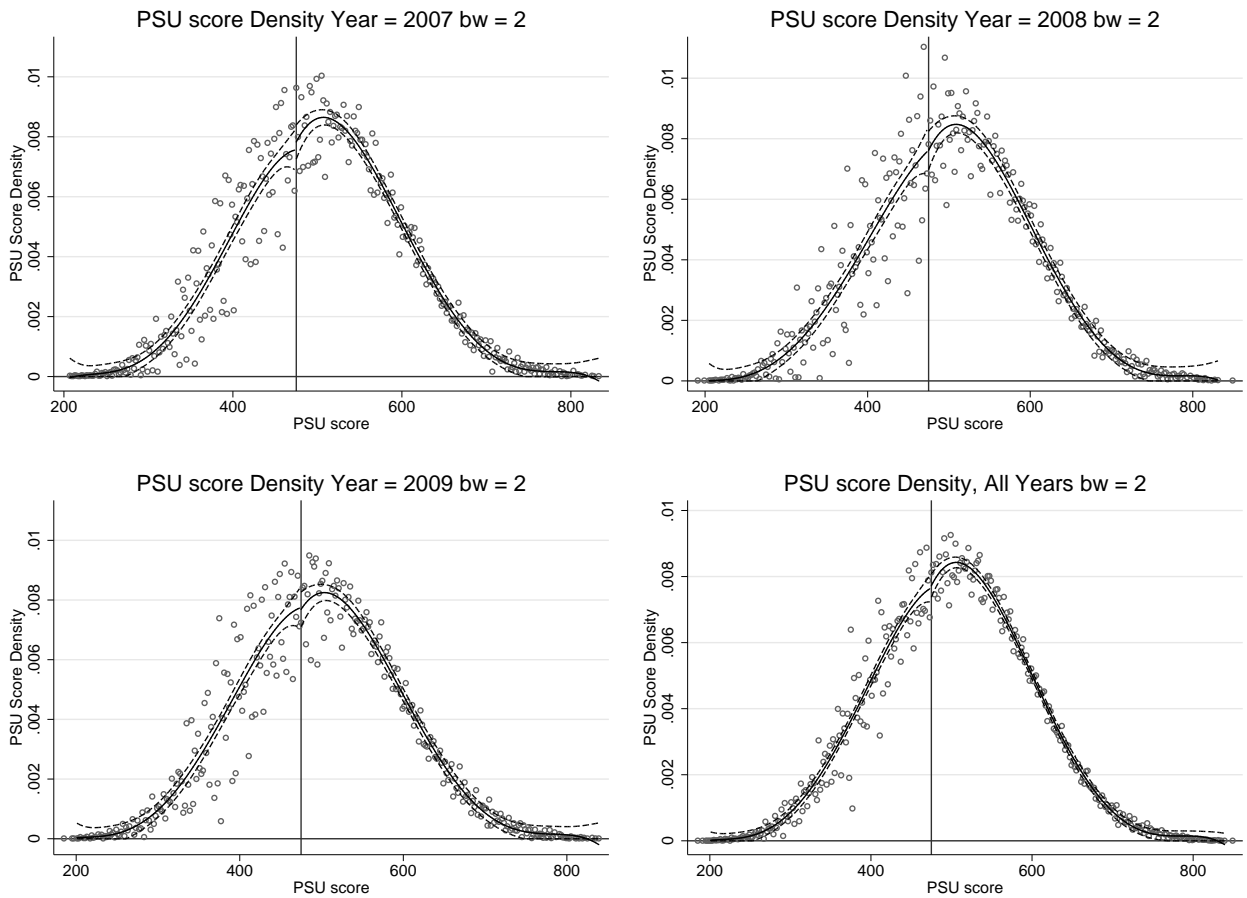 PSU score Density Year = 2007 bw = 2
PSU Score Density
.01
.008
.006
.004
.002
0
200 400 600 800
PSU score
PSU score Density Year = 2008 bw = 2
PSU Score Density
.01
.008
.006
.004
.002
0
200 400 600 800
PSU score
PSU score Density Year = 2009 bw = 2
PSU Score Density
.01
.008
.006
.004
.002
0
200 400 600 800
PSU score
PSU score Density, All Years bw = 2
PSU Score Density
.01
.008
.006
.004
.002
0
200 400 600 800
PSU score